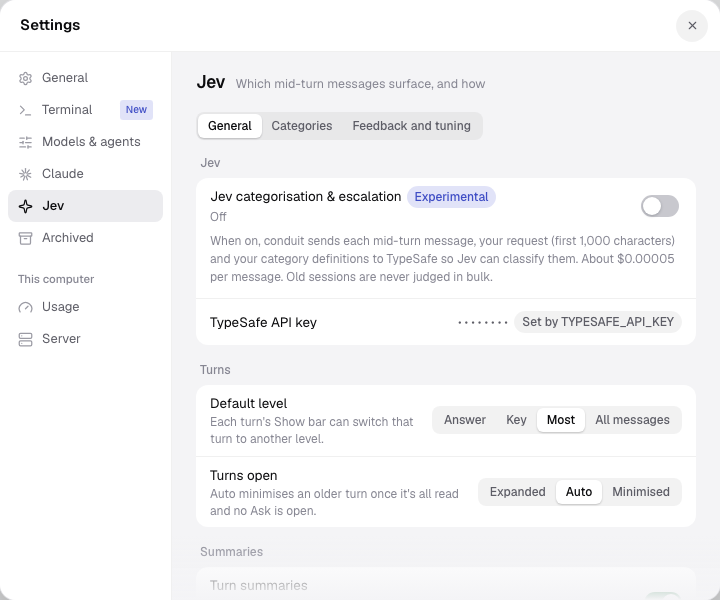 Settings
General
Terminal New
Models & agents
Claude
Jev
Archived
This computer
Usage
Server
Jev Which mid-turn messages surface, and how
General Categories Feedback and tuning
Jev
Jev categorisation & escalation Experimental
Off
When on, conduit sends each mid-turn message, your request (first 1,000 characters)
and your category definitions to TypeSafe so Jev can classify them. About $0.00005
per message. Old sessions are never judged in bulk.
TypeSafe API key ········ Set by TYPESAFE_API_KEY
Turns
Default level
Each turn's Show bar can switch that
turn to another level.
Answer Key Most All messages
Turns open
Auto minimises an older turn once it's all read
and no Ask is open.
Expanded Auto Minimised
Summaries
Turn summaries